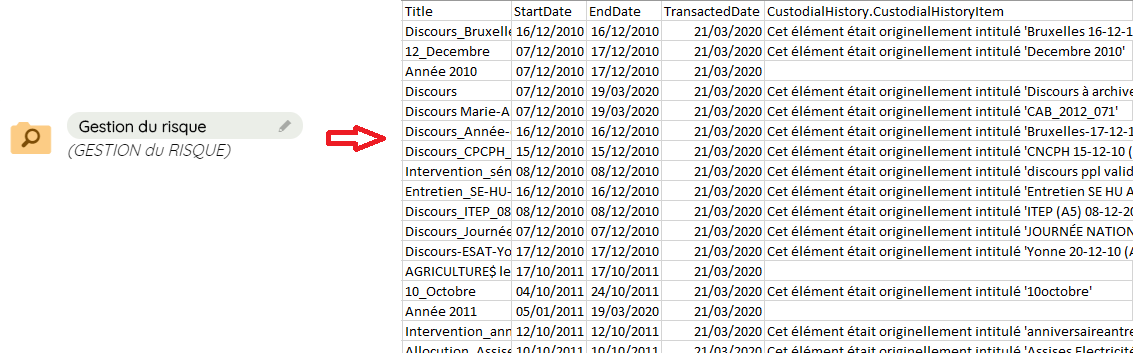 Gestion du risque
(GESTION du RISQUE)
Title StartDate EndDate TransactedDate CustodialHistory.CustodialHistoryItem
Discours_Bruxelle 16/12/2010 16/12/2010 21/03/2020 Cet élément était originellement intitulé 'Bruxelles 16-12-1
12_Decembre 07/12/2010 17/12/2010 21/03/2020 Cet élément était originellement intitulé 'Decembre 2010'
Année 2010 07/12/2010 17/12/2010 21/03/2020
Discours 07/12/2010 19/03/2020 21/03/2020 Cet élément était originellement intitulé 'Discours à archive
Discours Marie-A 07/12/2010 19/03/2020 21/03/2020 Cet élément était originellement intitulé 'CAB_2012_071'
Discours_Année- 16/12/2010 16/12/2010 21/03/2020 Cet élément était originellement intitulé 'Bruxelles-17-12-1
Discours_CPCPH_ 15/12/2010 15/12/2010 21/03/2020 Cet élément était originellement intitulé 'CNCPH 15-12-10 (
Intervention_sén 08/12/2010 08/12/2010 21/03/2020 Cet élément était originellement intitulé 'discours ppl valid
Entretien_SE-HU- 16/12/2010 16/12/2010 21/03/2020 Cet élément était originellement intitulé 'Entretien SE HU A
Discours_ITEP_08 08/12/2010 08/12/2010 21/03/2020 Cet élément était originellement intitulé 'ITEP (A5) 08-12-20
Discours_Journée 07/12/2010 07/12/2010 21/03/2020 Cet élément était originellement intitulé 'JOURNÉE NATION
Discours-ESAT-Yo 17/12/2010 17/12/2010 21/03/2020 Cet élément était originellement intitulé 'Yonne 20-12-10 (A
AGRICULTURE$ le 17/10/2011 17/10/2011 21/03/2020
10_Octobre 04/10/2011 24/10/2011 21/03/2020 Cet élément était originellement intitulé '10octobre'
Année 2011 05/01/2011 19/03/2020 21/03/2020
Intervention_ann 12/10/2011 12/10/2011 21/03/2020 Cet élément était originellement intitulé 'anniversaireantre
Allocution_Assise 10/10/2011 10/10/2011 21/03/2020 Cet élément était originellement intitulé 'Assises Electricité